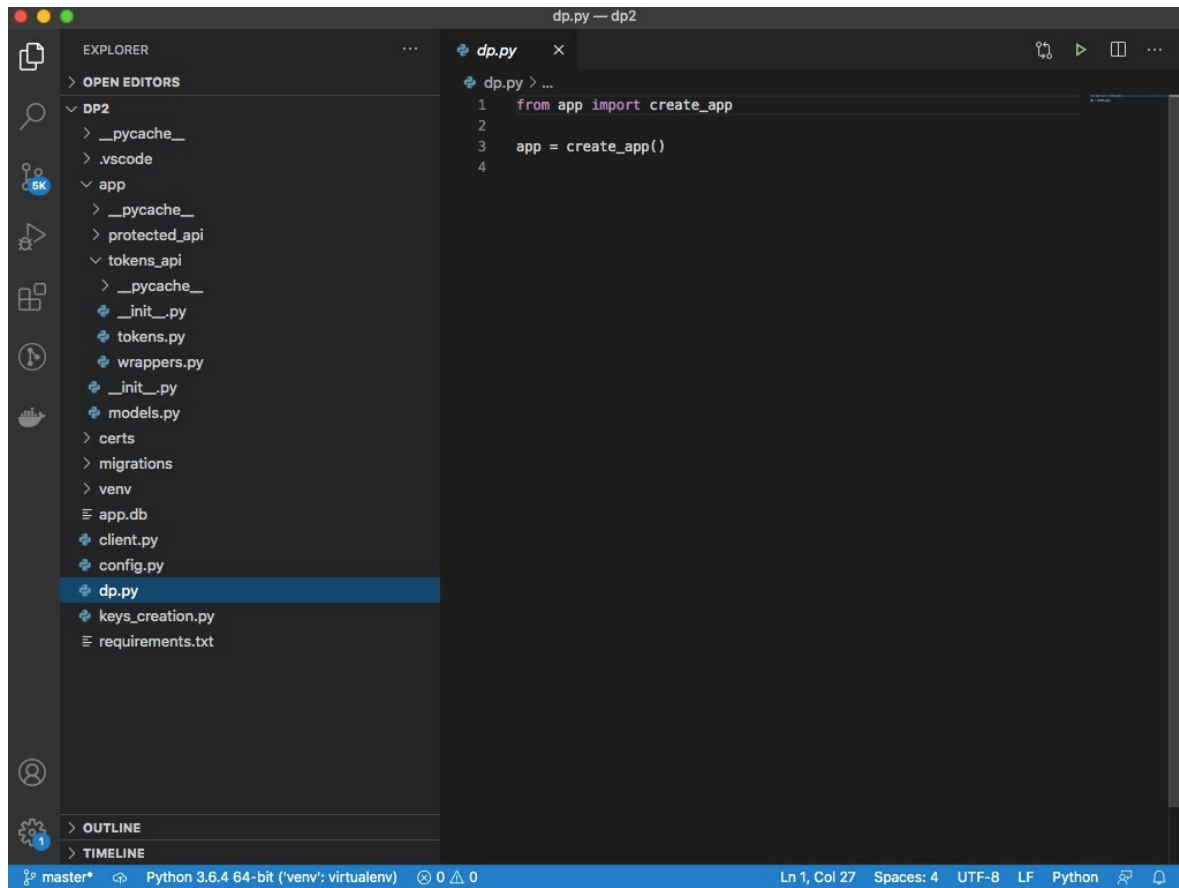 dp.py — dp2
EXPLORER
OPEN EDITORS
DP2
__pycache__
.vscode
app
__pycache__
protected_api
tokens_api
__pycache__
__init__.py
tokens.py
wrappers.py
__init__.py
models.py
certs
migrations
venv
app.db
client.py
config.py
dp.py
keys_creation.py
requirements.txt
OUTLINE
TIMELINE
5K
1
dp.py
dp.py > ...
1 from app import create_app
2
3 app = create_app()
4
master* Python 3.6.4 64-bit ('venv': virtualenv) 0 0 Ln 1, Col 27 Spaces: 4 UTF-8 LF Python